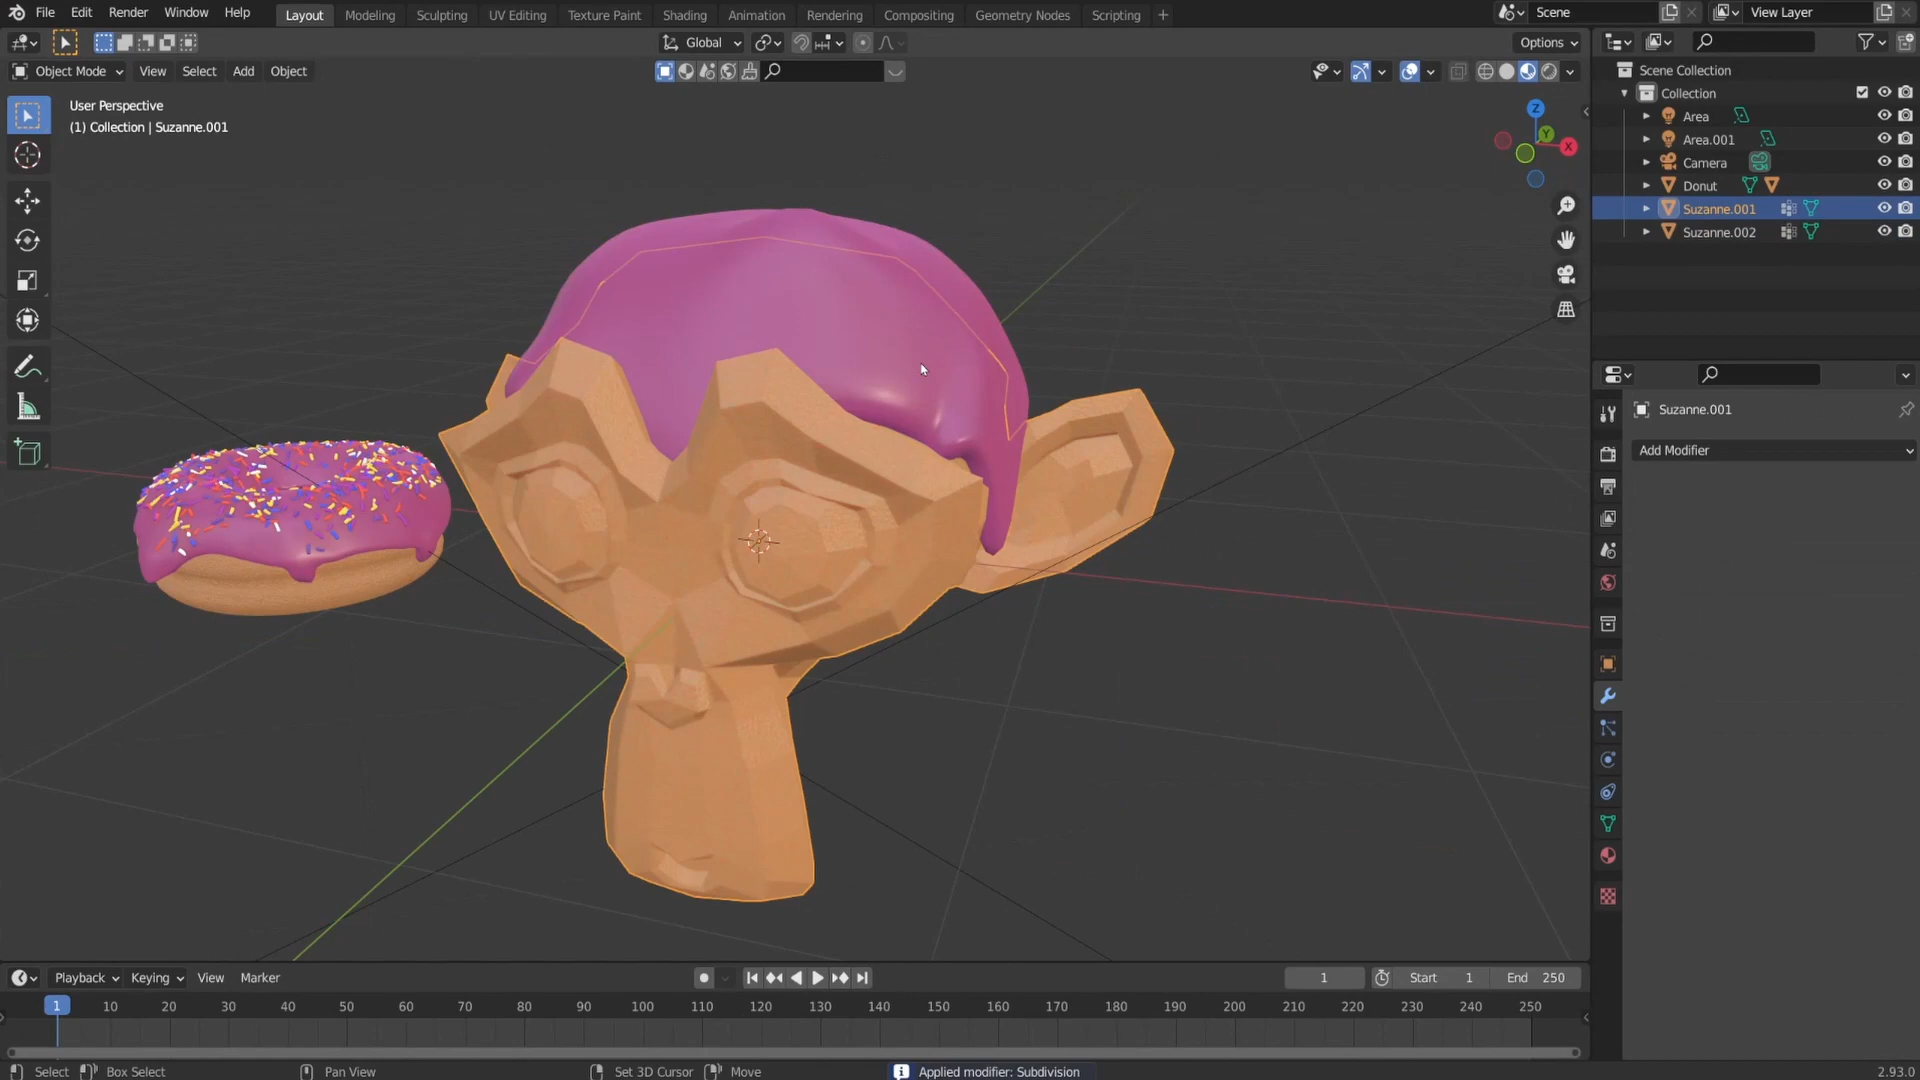 File Edit Render Window Help
Layout Modeling Sculpting UV Editing Texture Paint Shading Animation Rendering Compositing Geometry Nodes Scripting +
Scene
View Layer
Global
Options
Object Mode View Select Add Object
User Perspective
(1) Collection | Suzanne.001
Z
Y
X
Scene Collection
Collection
Area
Area.001
Camera
Donut
Suzanne.001
Suzanne.002
Suzanne.001
Add Modifier
Playback Keying View Marker
1
Start 1
End 250
1 10 20 30 40 50 60 70 80 90 100 110 120 130 140 150 160 170 180 190 200 210 220 230 240 250
Select Box Select Pan View Set 3D Cursor Move Applied modifier: Subdivision 2.93.0